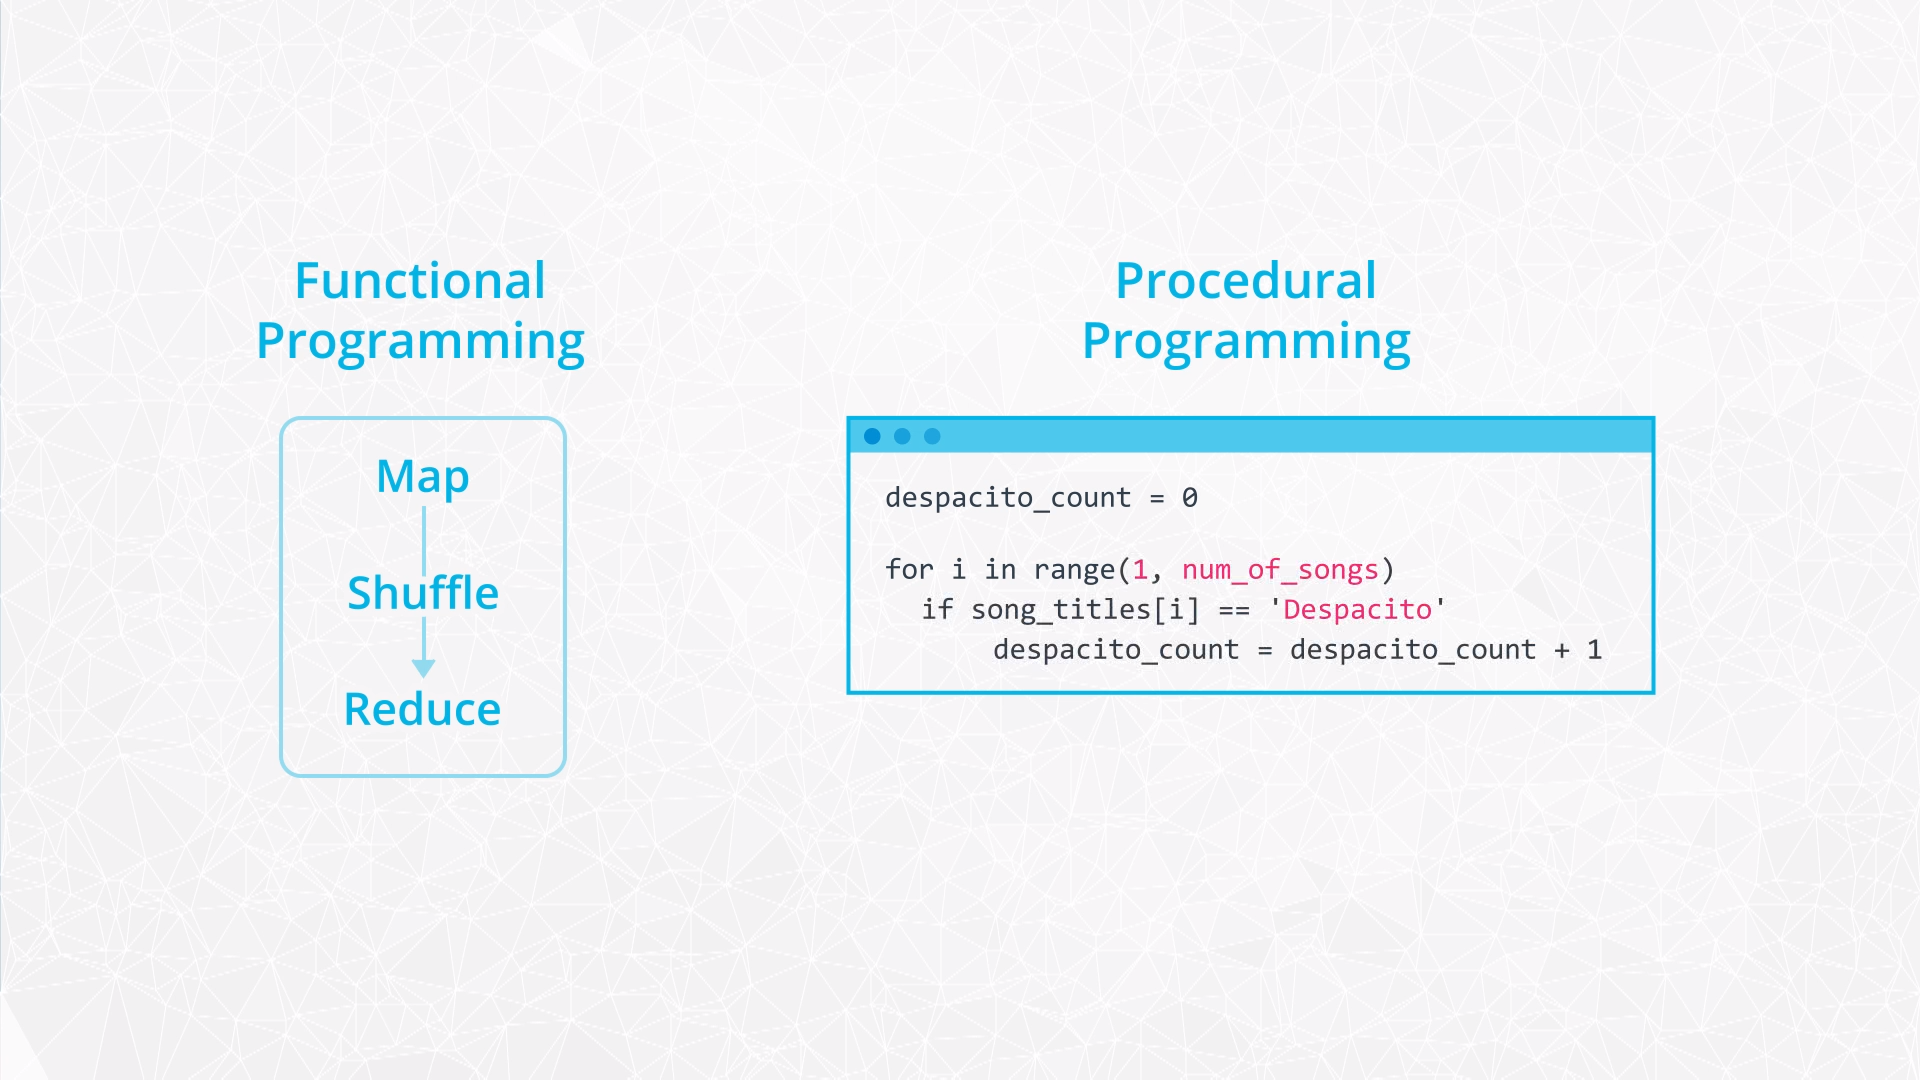 Functional
Programming
Map
Shuffle
Reduce
Procedural
Programming
despacito_count = 0
for i in range(1, num_of_songs)
if song_titles[i] == 'Despacito'
despacito_count = despacito_count + 1